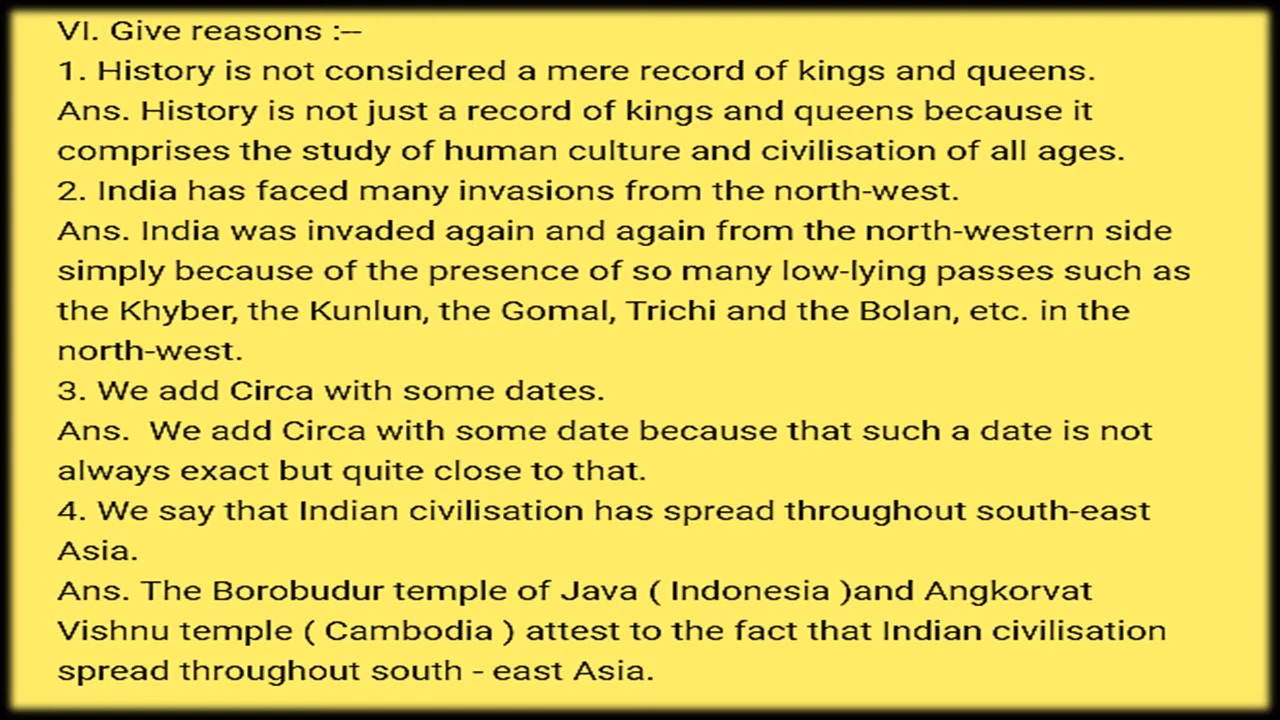 VI. Give reasons :--
1. History is not considered a mere record of kings and queens.
Ans. History is not just a record of kings and queens because it
comprises the study of human culture and civilisation of all ages.
2. India has faced many invasions from the north-west.
Ans. India was invaded again and again from the north-western side
simply because of the presence of so many low-lying passes such as
the Khyber, the Kunlun, the Gomal, Trichi and the Bolan, etc. in the
north-west.
3. We add Circa with some dates.
Ans.  We add Circa with some date because that such a date is not
always exact but quite close to that.
4. We say that Indian civilisation has spread throughout south-east
Asia.
Ans. The Borobudur temple of Java ( Indonesia )and Angkorvat
Vishnu temple ( Cambodia ) attest to the fact that Indian civilisation
spread throughout south - east Asia.